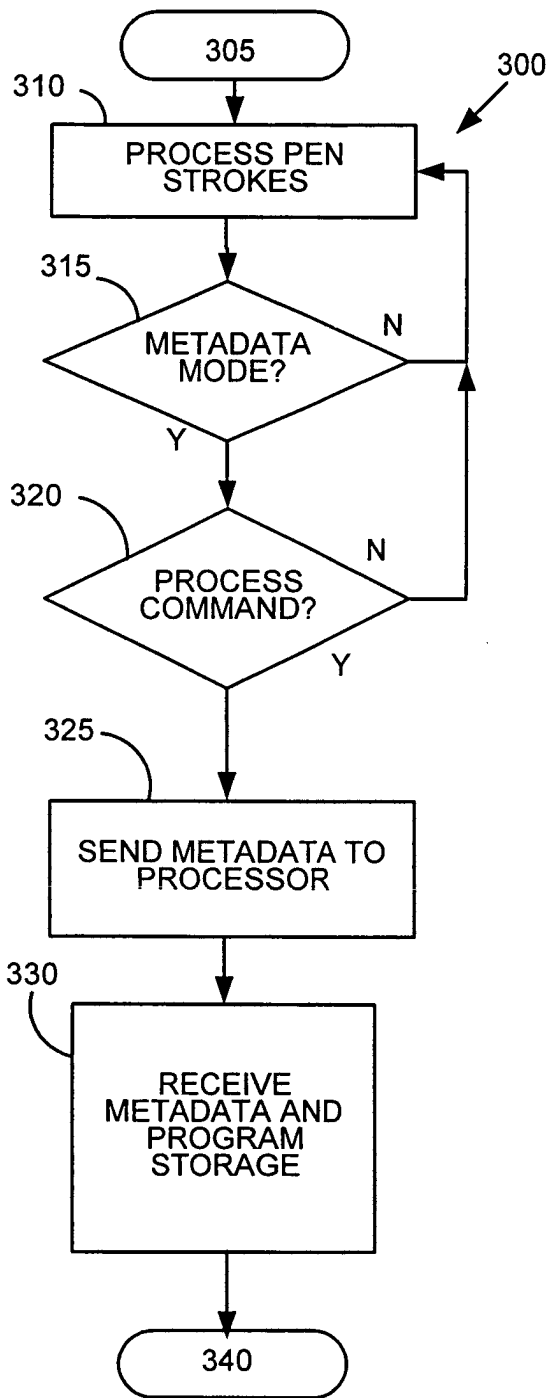 305
300
310
PROCESS PEN
STROKES
315
N
METADATA
MODE?
Y
320
N
PROCESS
COMMAND?
Y
325
SEND METADATA TO
PROCESSOR
330
RECEIVE
METADATA AND
PROGRAM
STORAGE
340